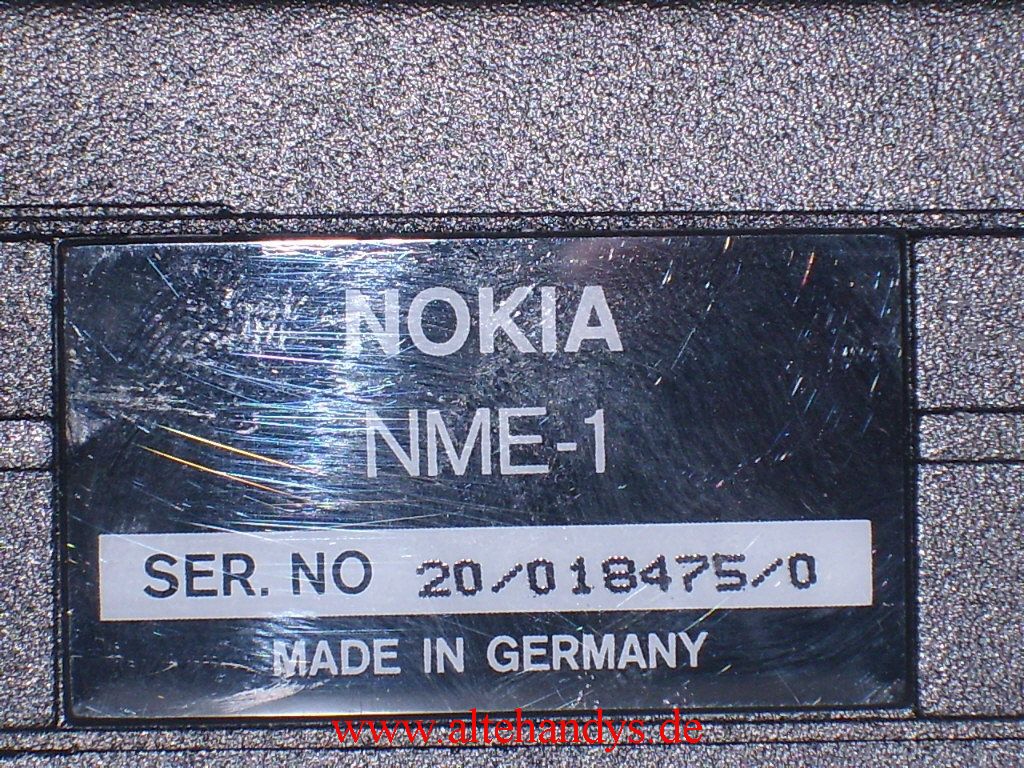 NOKIA
NME-1
SER. NO 20/018475/0
MADE IN GERMANY
www.altehandys.de